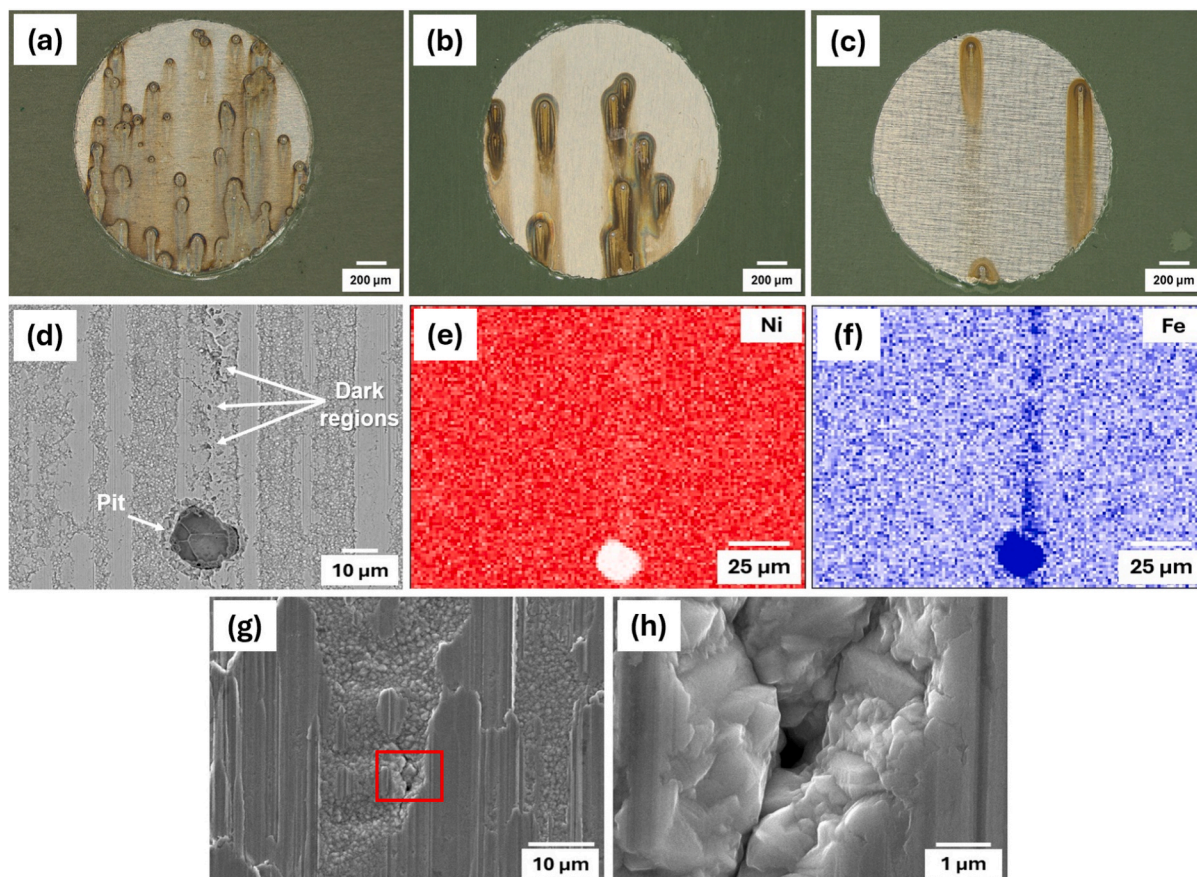 (a)
200 µm
(b)
200 µm
(c)
200 µm
(d)
Dark
regions
Pit
10 µm
(e)
Ni
25 µm
(f)
Fe
25 µm
(g)
10 µm
(h)
1 µm